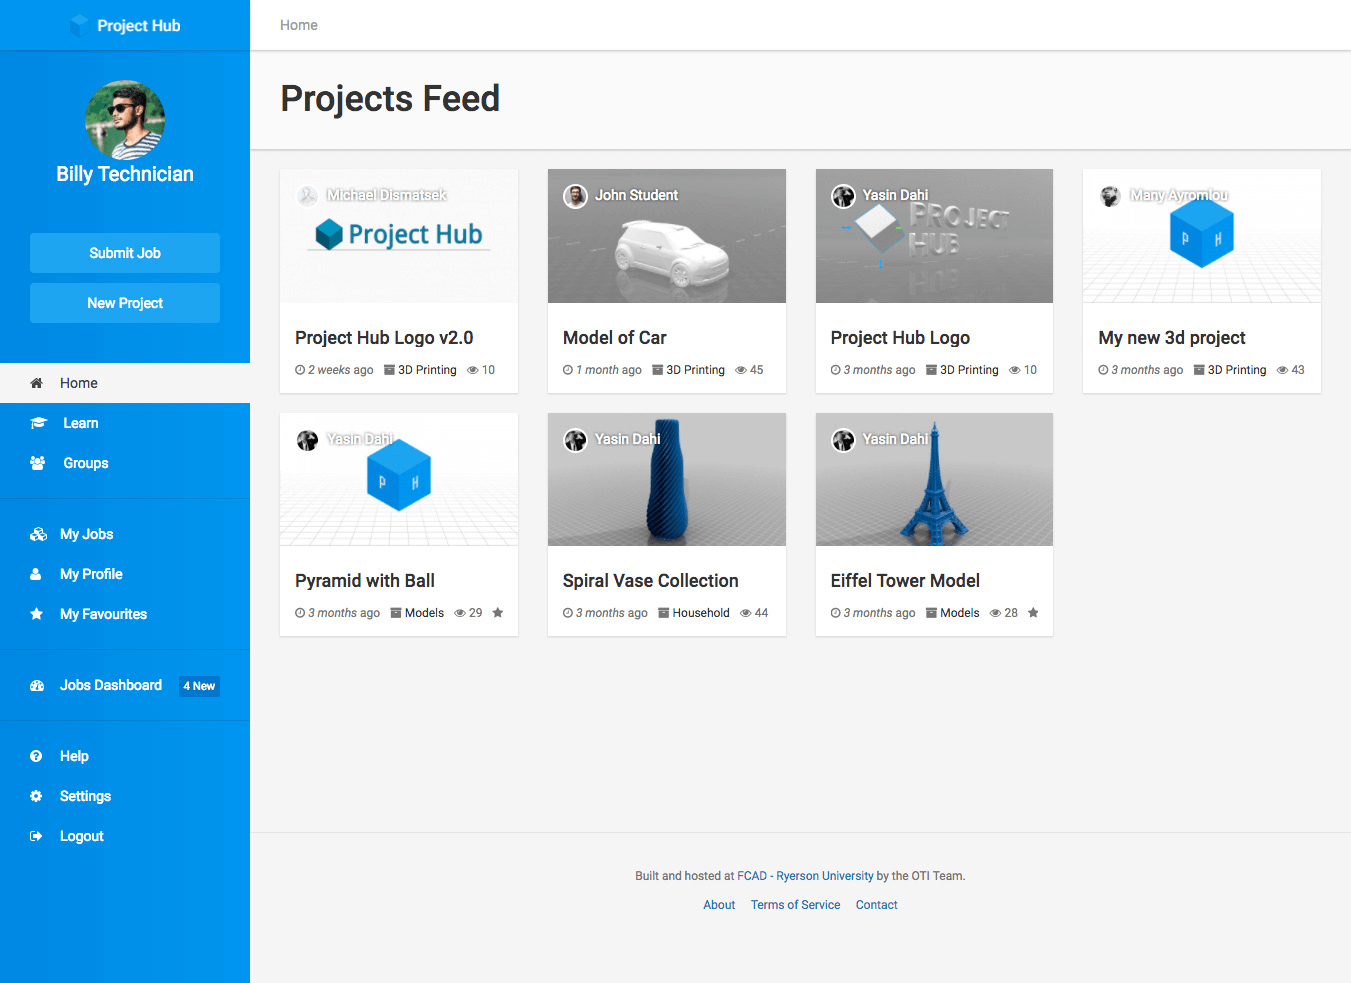 Project Hub
Home
Billy Technician
Submit Job
New Project
Home
Learn
Groups
My Jobs
My Profile
My Favourites
Jobs Dashboard 4 New
Help
Settings
Logout
Projects Feed
Michael Dismatsek
Project Hub
Project Hub Logo v2.0
2 weeks ago 3D Printing 10
John Student
Model of Car
1 month ago 3D Printing 45
Yasin Dahi
PROJECT
HUB
Project Hub Logo
3 months ago 3D Printing 10
Many Ayromlou
P H
My new 3d project
3 months ago 3D Printing 43
Yasin Dahi
P H
Pyramid with Ball
3 months ago Models 29
Yasin Dahi
Spiral Vase Collection
3 months ago Household 44
Yasin Dahi
Eiffel Tower Model
3 months ago Models 28
Built and hosted at FCAD - Ryerson University by the OTI Team.
About Terms of Service Contact